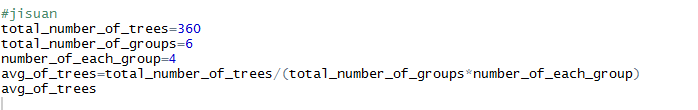 #jisuan
total_number_of_trees=360
total_number_of_groups=6
number_of_each_group=4
avg_of_trees=total_number_of_trees/(total_number_of_groups*number_of_each_group)
avg_of_trees